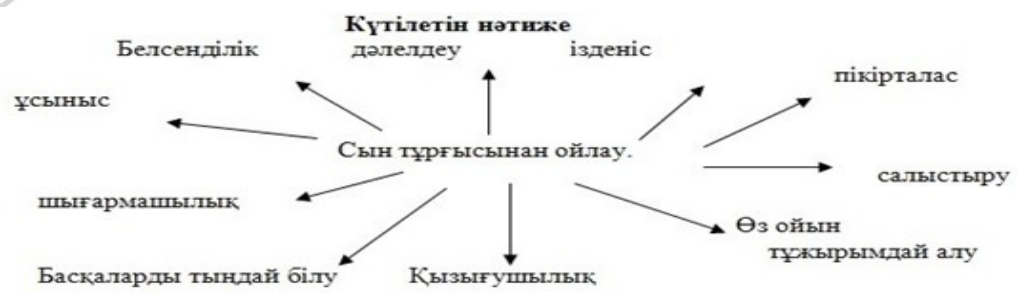 Күтілетін нәтиже
Белсенділік дәлелдеу ізденіс
пікірталас
ұсыныс
Сын тұрғысынан ойлау.
салыстыру
шығармашылық
Өз ойын
тұжырымдай алу
Басқаларды тыңдай білу Қызығушылық